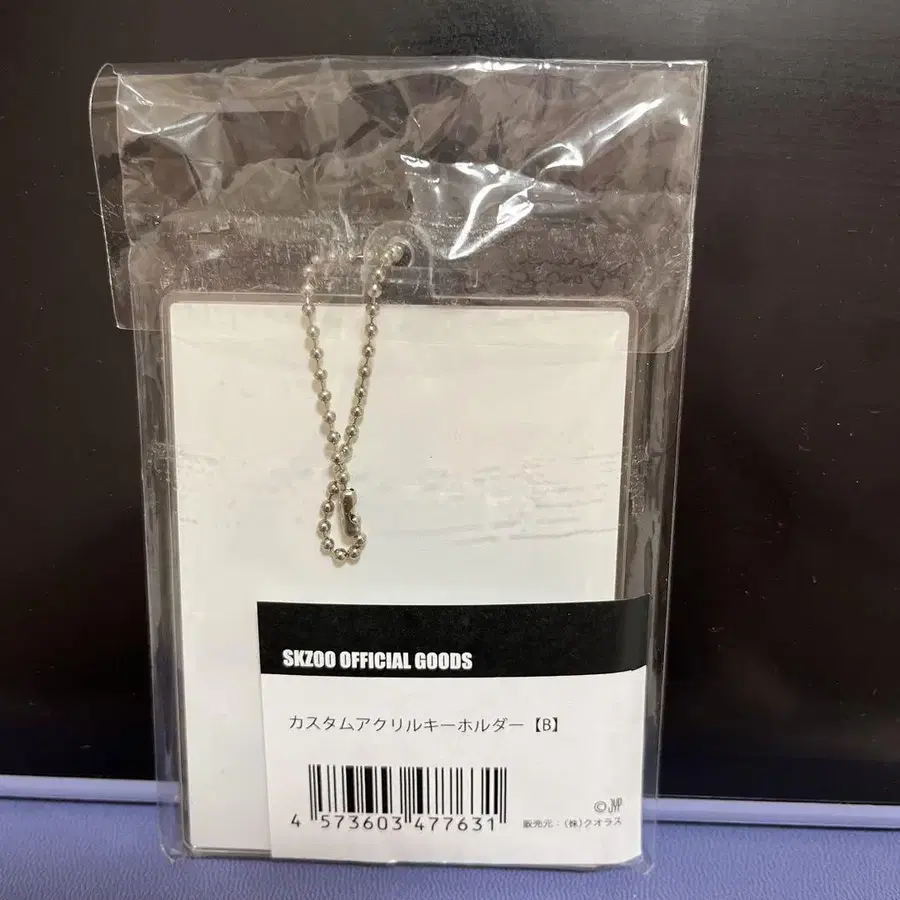 SKZOO OFFICIAL GOODS
カスタムアクリルキーホルダー【B】
4 573603 477631
©JYP
販売元:(株)クオラス